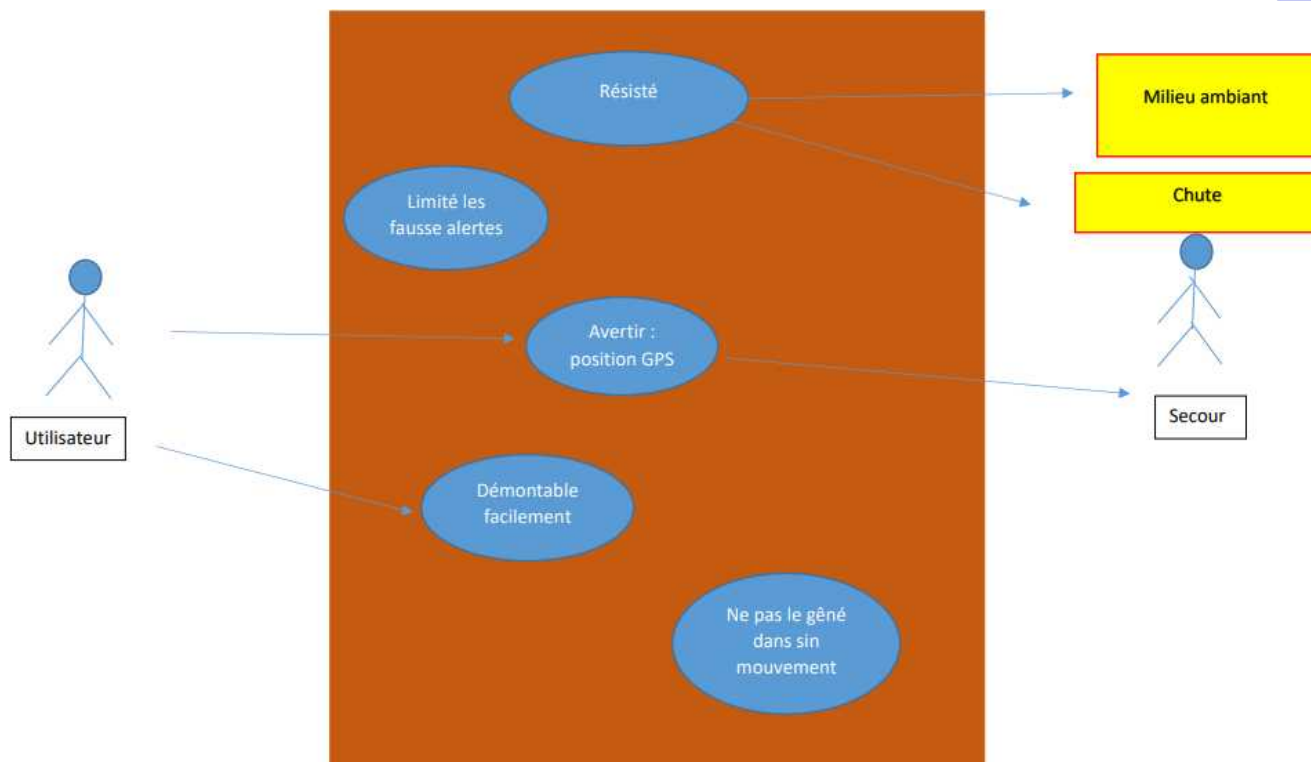 Résisté
Milieu ambiant
Chute
Limité les
fausse alertes
Avertir :
position GPS
Utilisateur
Secour
Démontable
facilement
Ne pas le gêné
dans sin
mouvement